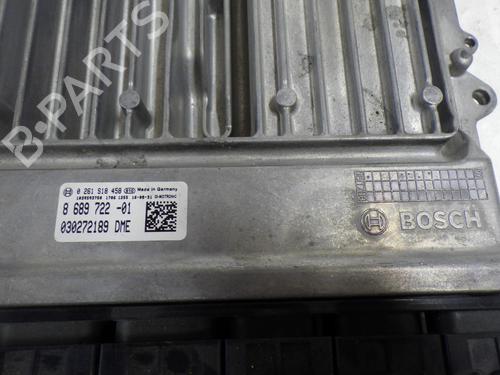 B-PARTS
0 261 S18 458 Made in Germany
8 689 722 -01
030272189 DME
BOSCH